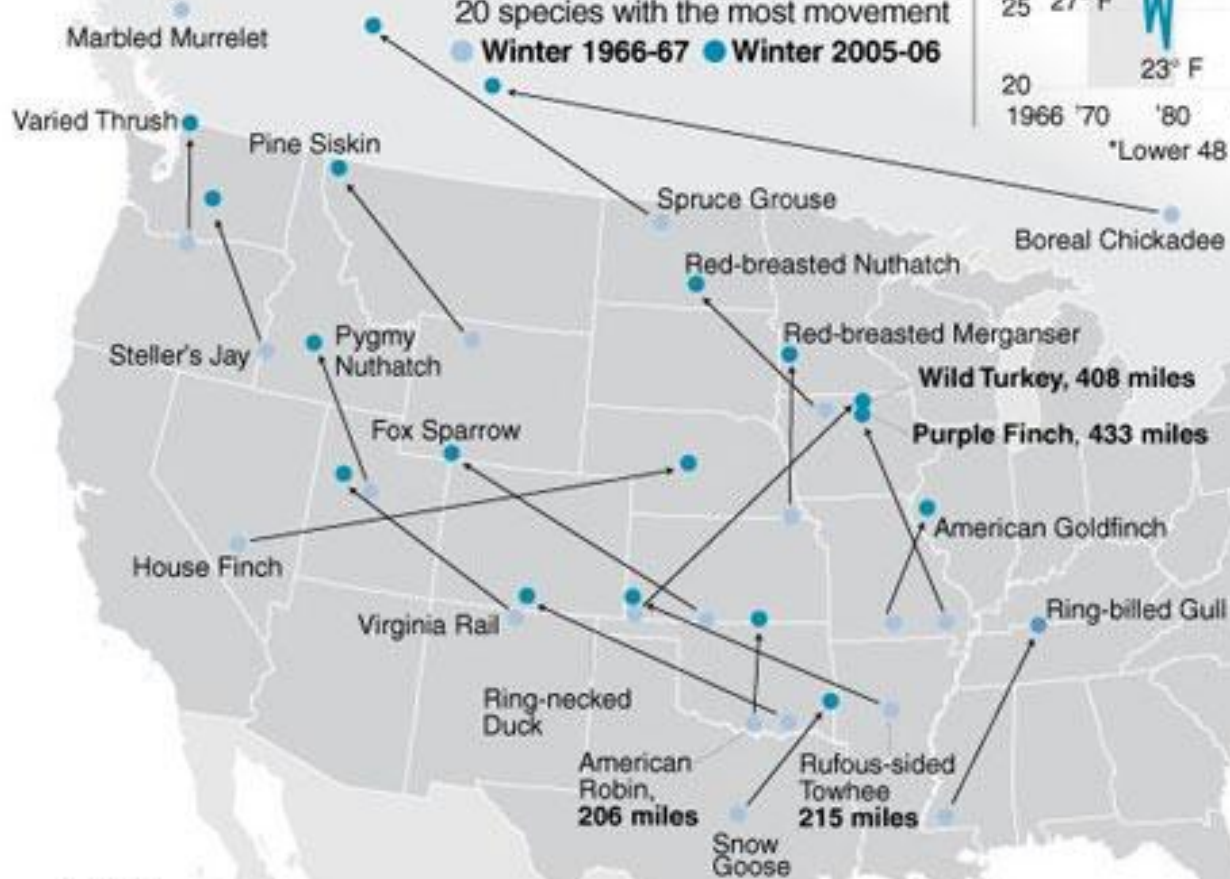 20 species with the most movement
Winter 1966-67 Winter 2005-06
25 27° F
23° F
20
1966 '70 '80
*Lower 48
Marbled Murrelet
Varied Thrush
Pine Siskin
Spruce Grouse
Boreal Chickadee
Red-breasted Nuthatch
Steller's Jay
Pygmy
Nuthatch
Red-breasted Merganser
Wild Turkey, 408 miles
Purple Finch, 433 miles
Fox Sparrow
House Finch
American Goldfinch
Virginia Rail
Ring-billed Gull
Ring-necked
Duck
American
Robin,
206 miles
Rufous-sided
Towhee
215 miles
Snow
Goose